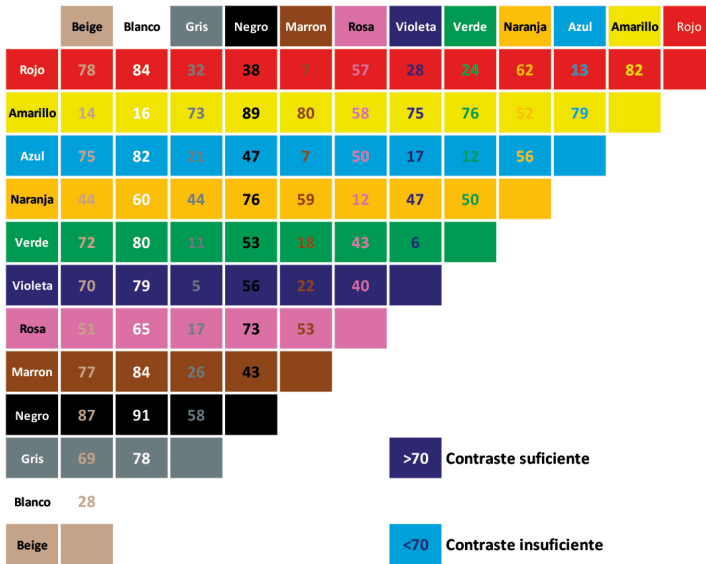 Beige Blanco Gris Negro Marron Rosa Violeta Verde Naranja Azul Amarillo Rojo
Rojo 78 84 32 38 7 57 28 24 62 13 82
Amarillo 14 16 73 89 80 58 75 76 52 79
Azul 75 82 21 47 7 50 17 12 56
Naranja 44 60 44 76 59 12 47 50
Verde 72 80 11 53 18 43 6
Violeta 70 79 5 56 22 40
Rosa 51 65 17 73 53
Marron 77 84 26 43
Negro 87 91 58
Gris 69 78 >70 Contraste suficiente
Blanco 28
Beige <70 Contraste insuficiente